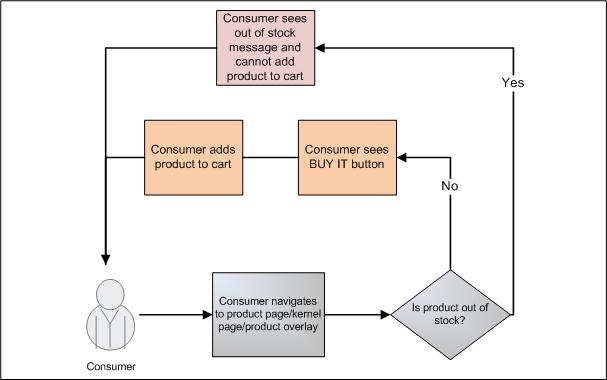 Consumer sees
out of stock
message and
cannot add
product to cart
Yes
Consumer adds
product to cart
Consumer sees
BUY IT button
No
Consumer navigates
to product page/kernel
page/product overlay
Is product out of
stock?
Consumer